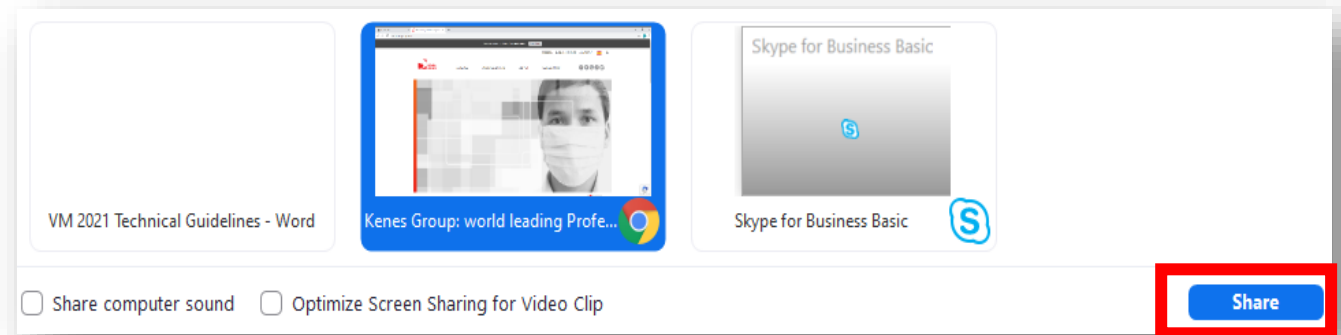 Skype for Business Basic
VM 2021 Technical Guidelines - Word
Kenes Group: world leading Profe...
Skype for Business Basic
Share computer sound
Optimize Screen Sharing for Video Clip
Share